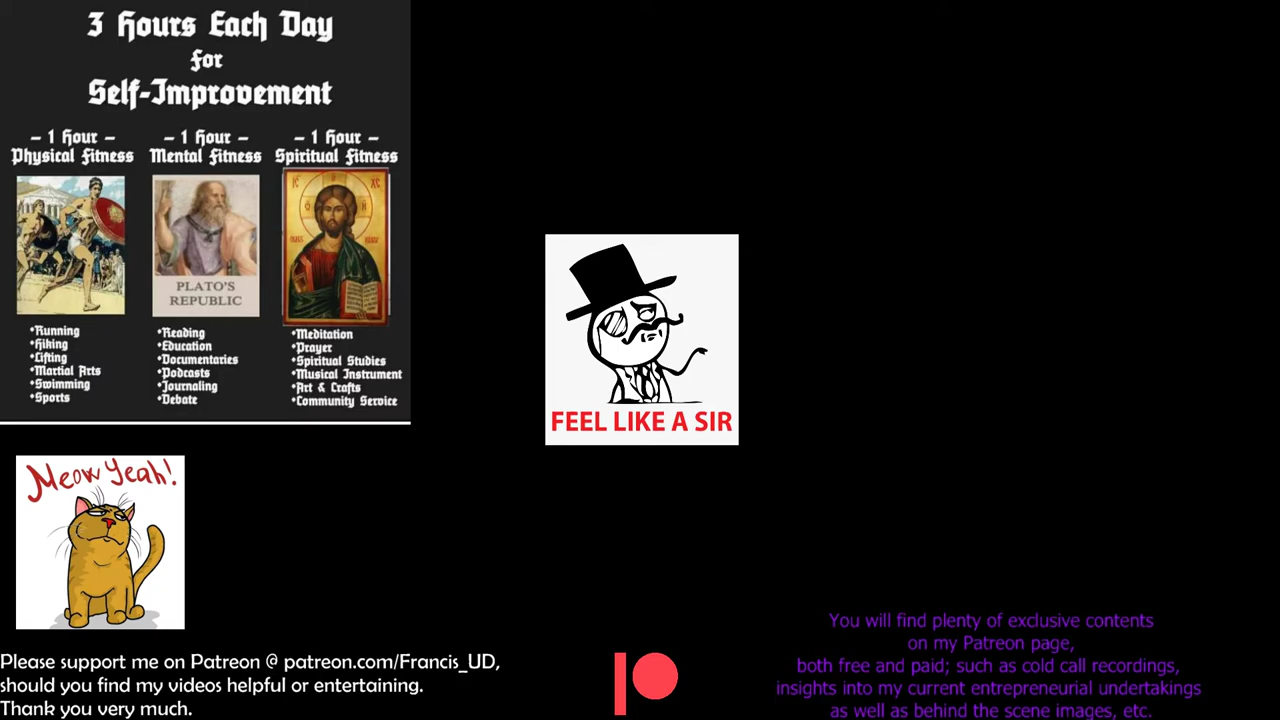 3 Hours Each Day
For
Self-Improvement
– 1 Hour –
Physical Fitness
– 1 Hour –
Mental Fitness
– 1 Hour –
Spiritual Fitness
PLATO'S
REPUBLIC
•Running
•Hiking
•Lifting
•Martial Arts
•Swimming
•Sports
•Reading
•Education
•Documentaries
•Podcasts
•Journaling
•Debate
•Meditation
•Prayer
•Spiritual Studies
•Musical Instrument
•Art & Crafts
•Community Service
FEEL LIKE A SIR
Meow Yeah!
Please support me on Patreon @ patreon.com/Francis_UD,
should you find my videos helpful or entertaining.
Thank you very much.
You will find plenty of exclusive contents
on my Patreon page,
both free and paid; such as cold call recordings,
insights into my current entrepreneurial undertakings
as well as behind the scene images, etc.